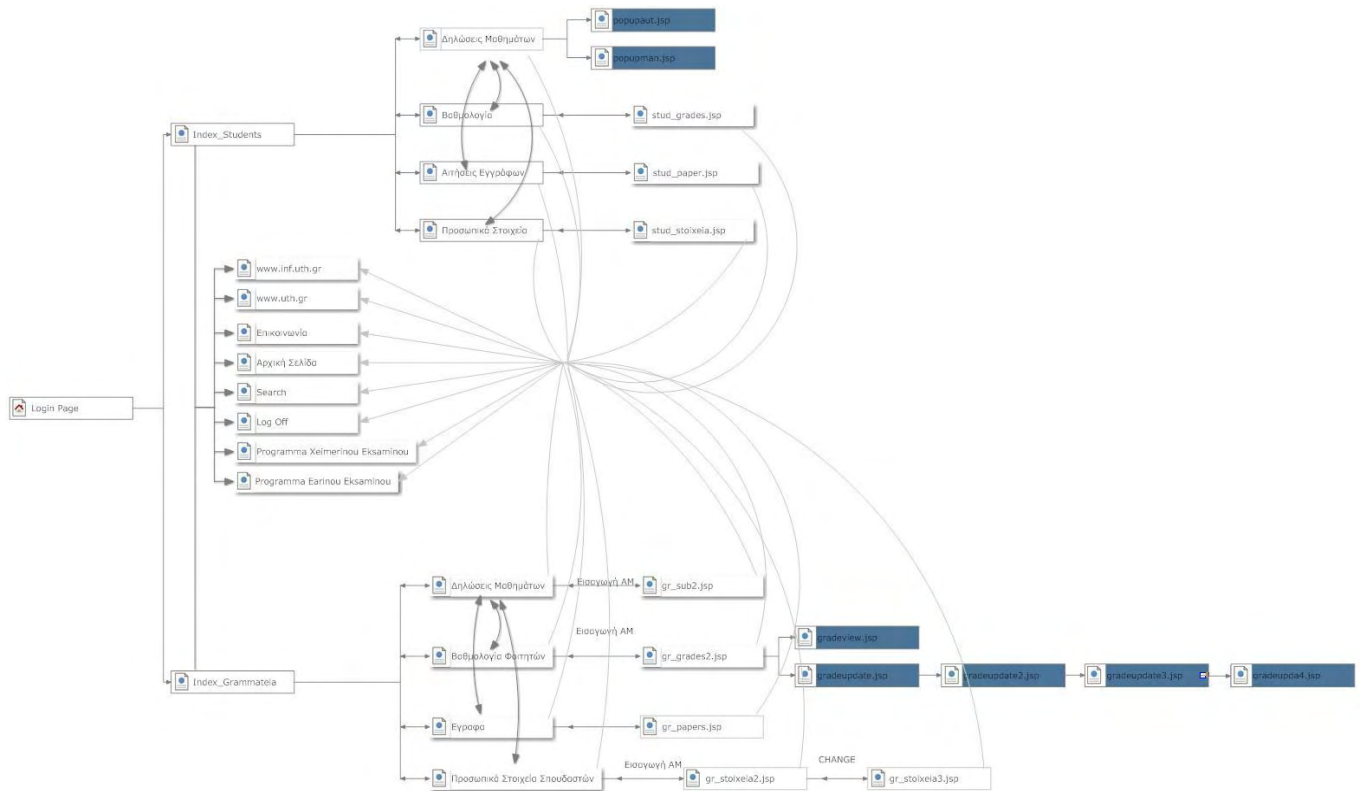 popupaut.jsp
Δηλώσεις Μαθημάτων
popupman.jsp
Βαθμολογία
stud_grades.jsp
Index_Students
Αιτήσεις Εγγράφων
stud_paper.jsp
Προσωπικά Στοιχεία
stud_stoixeia.jsp
www.inf.uth.gr
www.uth.gr
Επικοινωνία
Αρχική Σελίδα
Search
Login Page
Log Off
Programma Xeimerinou Eksaminou
Programma Earinou Eksaminou
Δηλώσεις Μαθημάτων
Εισαγωγή ΑΜ
gr_sub2.jsp
Εισαγωγή ΑΜ
gradeview.jsp
Βαθμολογία Φοιτητών
gr_grades2.jsp
Index_Grammateia
gradeupdate.jsp
gradeupdate2.jsp
gradeupdate3.jsp
gradeupda4.jsp
Εγραφα
gr_papers.jsp
Εισαγωγή ΑΜ
CHANGE
Προσωπικά Στοιχεία Σπουδαστών
gr_stoixeia2.jsp
gr_stoixeia3.jsp